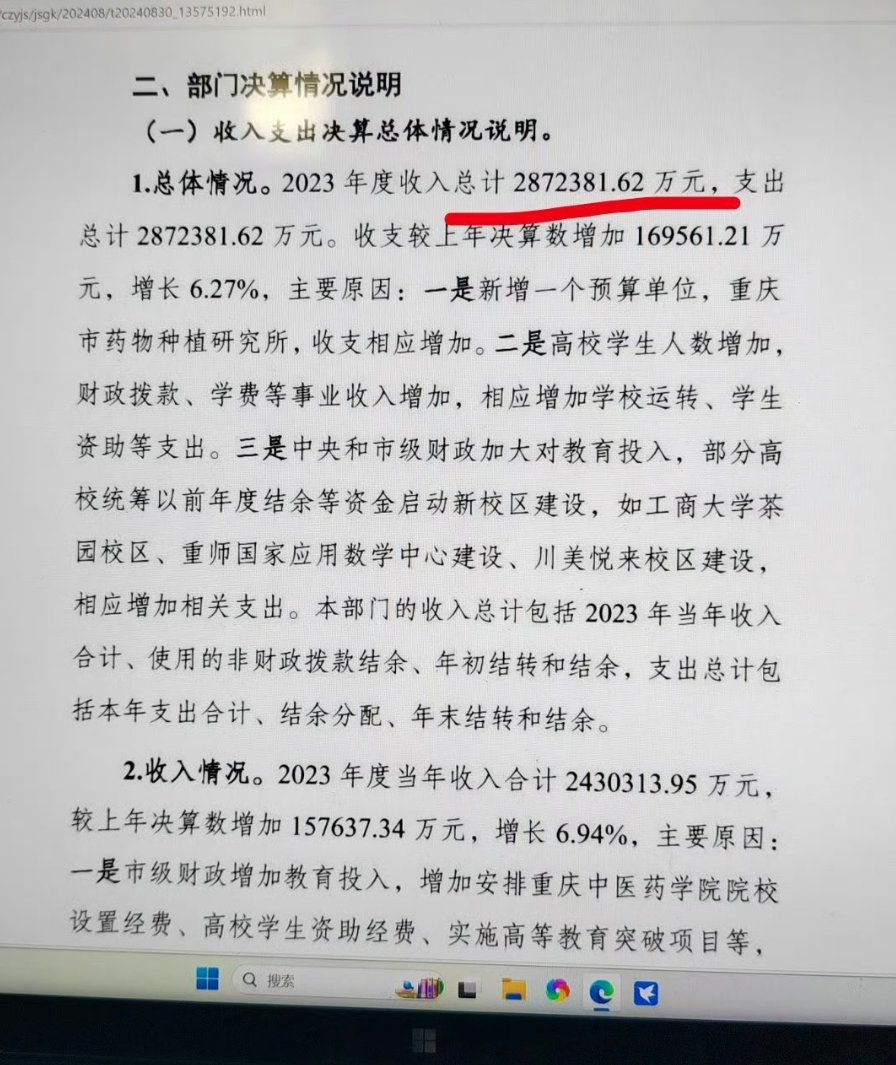 /czyjs/jsgk/202408/t20240830_13575192.html
二、部门决算情况说明
（一）收入支出决算总体情况说明。
1.总体情况。2023 年度收入总计 2872381.62 万元，支出
总计 2872381.62 万元。收支较上年决算数增加 169561.21 万
元，增长 6.27%，主要原因：一是新增一个预算单位，重庆
市药物种植研究所，收支相应增加。二是高校学生人数增加，
财政拨款、学费等事业收入增加，相应增加学校运转、学生
资助等支出。三是中央和市级财政加大对教育投入，部分高
校统筹以前年度结余等资金启动新校区建设，如工商大学茶
园校区、重师国家应用数学中心建设、川美悦来校区建设，
相应增加相关支出。本部门的收入总计包括 2023 年当年收入
合计、使用的非财政拨款结余、年初结转和结余，支出总计包
括本年支出合计、结余分配、年末结转和结余。
2.收入情况。2023 年度当年收入合计 2430313.95 万元，
较上年决算数增加 157637.34 万元，增长 6.94%，主要原因：
一是市级财政增加教育投入，增加安排重庆中医药学院院校
设置经费、高校学生资助经费、实施高等教育突破项目等，
搜索